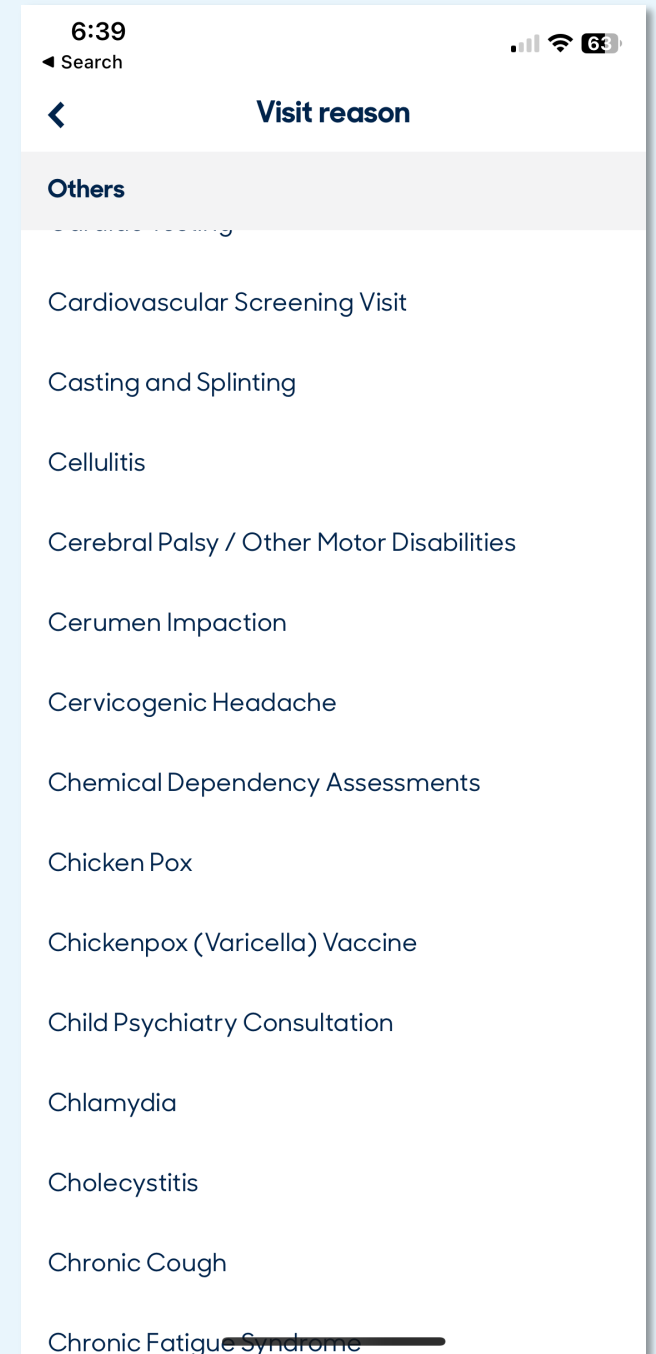 6:39
63
◀ Search
Visit reason
Others
Cardiovascular Screening Visit
Casting and Splinting
Cellulitis
Cerebral Palsy / Other Motor Disabilities
Cerumen Impaction
Cervicogenic Headache
Chemical Dependency Assessments
Chicken Pox
Chickenpox (Varicella) Vaccine
Child Psychiatry Consultation
Chlamydia
Cholecystitis
Chronic Cough
Chronic Fatigue Syndrome